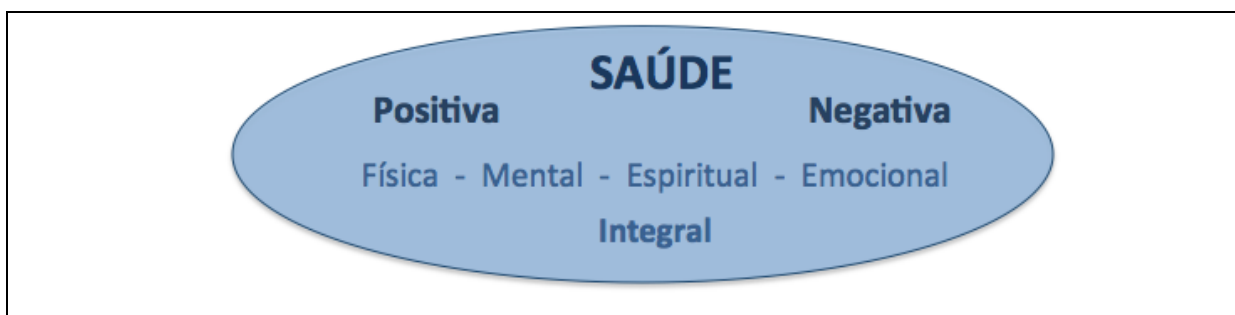 SAÚDE
Positiva Negativa
Física - Mental - Espiritual - Emocional
Integral